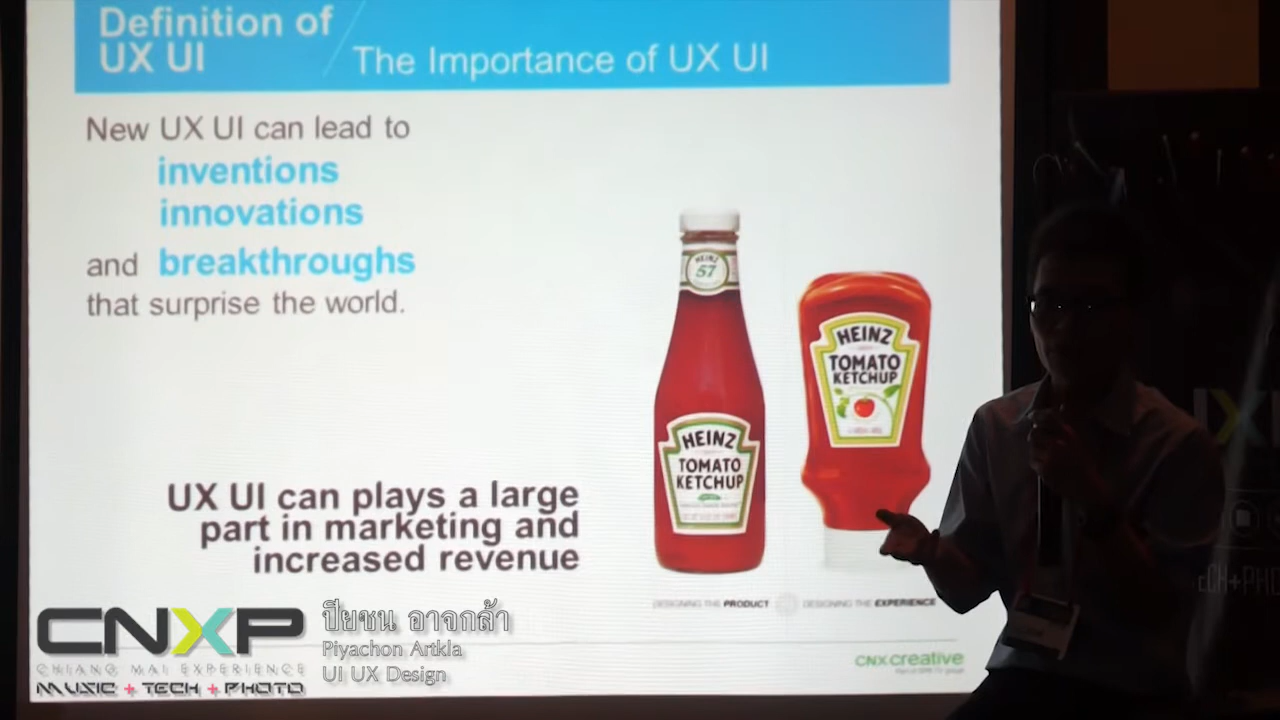 Definition of
UX UI
The Importance of UX UI
New UX UI can lead to
inventions
innovations
and breakthroughs
that surprise the world.
HEINZ
57
HEINZ
TOMATO
KETCHUP
HEINZ
TOMATO
KETCHUP
UX UI can plays a large
part in marketing and
increased revenue
DESIGNING THE PRODUCT
DESIGNING THE EXPERIENCE
CNXcreative
CNXP
CHIANG MAI EXPERIENCE
MUSIC + TECH + PHOTO
ปิยชน อาจกล้า
Piyachon Artkla
UI UX Design